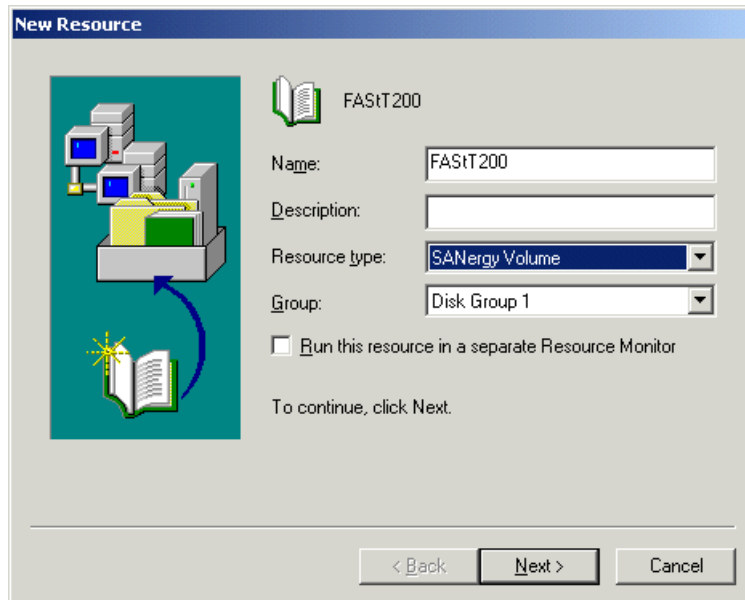 New Resource
FAStT200
Name: FAStT200
Description:
Resource type: SANergy Volume
Group: Disk Group 1
Run this resource in a separate Resource Monitor
To continue, click Next.
< Back Next > Cancel